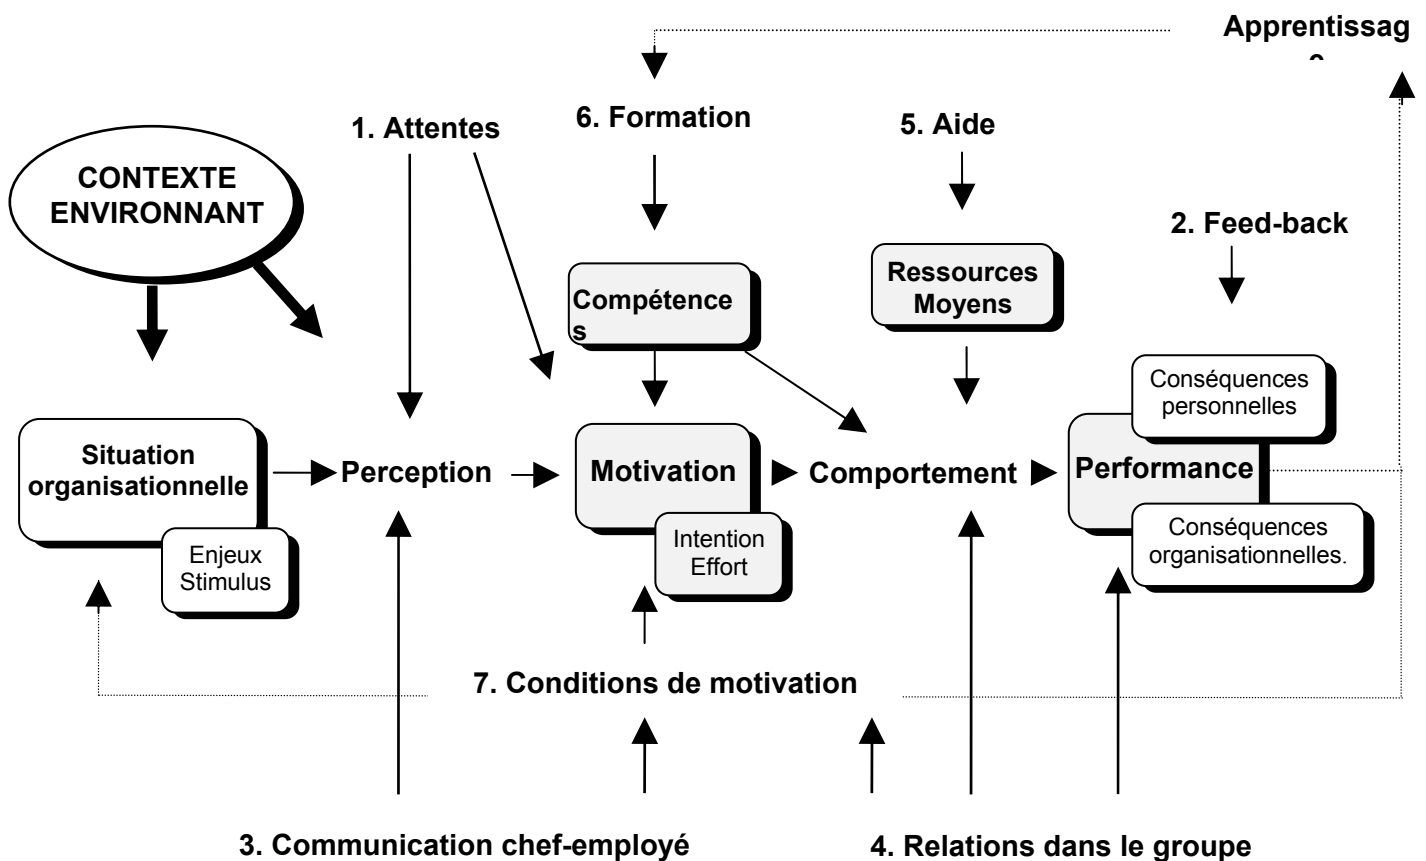 Apprentissag
e
1. Attentes
6. Formation
5. Aide
CONTEXTE
ENVIRONNANT
2. Feed-back
Compétence
s
Ressources
Moyens
Conséquences
personnelles
Situation
organisationnelle
Perception
Motivation
Comportement
Performance
Enjeux
Stimulus
Intention
Effort
Conséquences
organisationnelles.
7. Conditions de motivation
3. Communication chef-employé
4. Relations dans le groupe